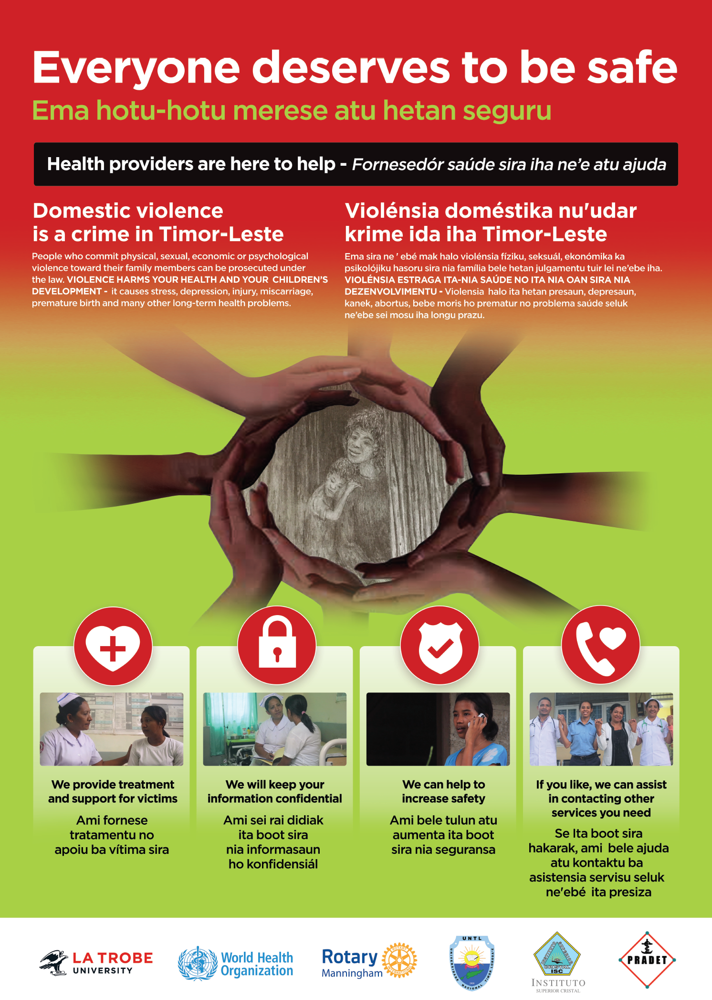 Everyone deserves to be safe
Ema hotu-hotu merese atu hetan seguru
Health providers are here to help - Fornesedór saúde sira iha ne’e atu ajuda
Domestic violence
is a crime in Timor-Leste
People who commit physical, sexual, economic or psychological
violence toward their family members can be prosecuted under
the law. VIOLENCE HARMS YOUR HEALTH AND YOUR CHILDREN’S
DEVELOPMENT - it causes stress, depression, injury, miscarriage,
premature birth and many other long-term health problems.
Violénsia doméstika nu'udar
krime ida iha Timor-Leste
Ema sira ne ' ebé mak halo violénsia fíziku, seksuál, ekonómika ka
psikolójiku hasoru sira nia família bele hetan julgamentu tuir lei ne’ebe iha.
VIOLÉNSIA ESTRAGA ITA-NIA SAÚDE NO ITA NIA OAN SIRA NIA
DEZENVOLVIMENTU - Violensia halo ita hetan presaun, depresaun,
kanek, abortus, bebe moris ho prematur no problema saúde seluk
ne’ebe sei mosu iha longu prazu.
We provide treatment
and support for victims
Ami fornese
tratamentu no
apoiu ba vítima sira
We will keep your
information confidential
Ami sei rai didiak
ita boot sira
nia informasaun
ho konfidensiál
We can help to
increase safety
Ami bele tulun atu
aumenta ita boot
sira nia seguransa
If you like, we can assist
in contacting other
services you need
Se Ita boot sira
hakarak, ami bele ajuda
atu kontaktu ba
asistensia servisu seluk
ne'ebé ita presiza
LA TROBE
UNIVERSITY
World Health
Organization
Rotary
Manningham
ROTARY
INTERNATIONAL
UNTL
UNIVERSIDADE NACIONAL TIMOR LOROSA'E
2000
INSTITUTO SUPERIOR
CRISTAL
ISC
INSTITUTO
SUPERIOR CRISTAL
PRADET